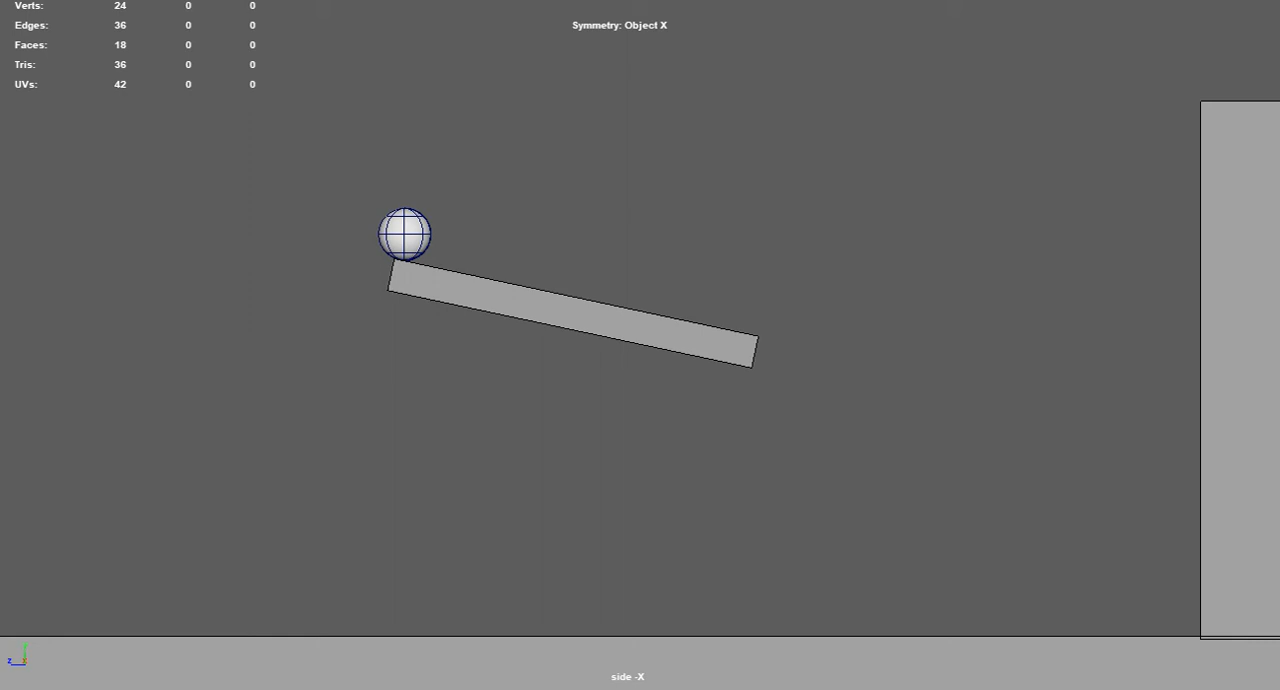 Verts: 24 0 0
Symmetry: Object X
Edges: 36 0 0
Faces: 18 0 0
Tris: 36 0 0
UVs: 42 0 0
z
side -X